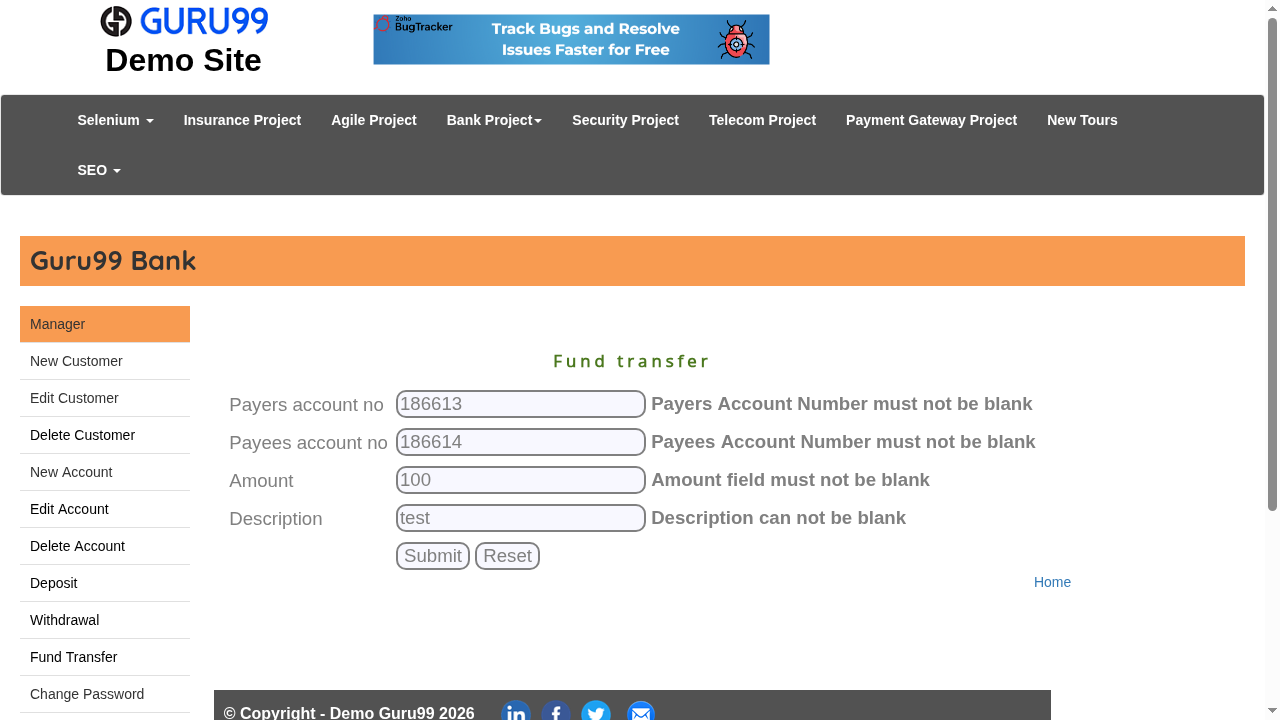 GURU99
Demo Site
Zoho
BugTracker
Track Bugs and Resolve
Issues Faster for Free
Selenium
Insurance Project
Agile Project
Bank Project
Security Project
Telecom Project
Payment Gateway Project
New Tours
SEO
Guru99 Bank
Manager
New Customer
Edit Customer
Delete Customer
New Account
Edit Account
Delete Account
Deposit
Withdrawal
Fund Transfer
Change Password
Fund transfer
Payers account no 186613 Payers Account Number must not be blank
Payees account no 186614 Payees Account Number must not be blank
Amount 100 Amount field must not be blank
Description test Description can not be blank
Submit Reset
Home
© Copyright - Demo Guru99 2026